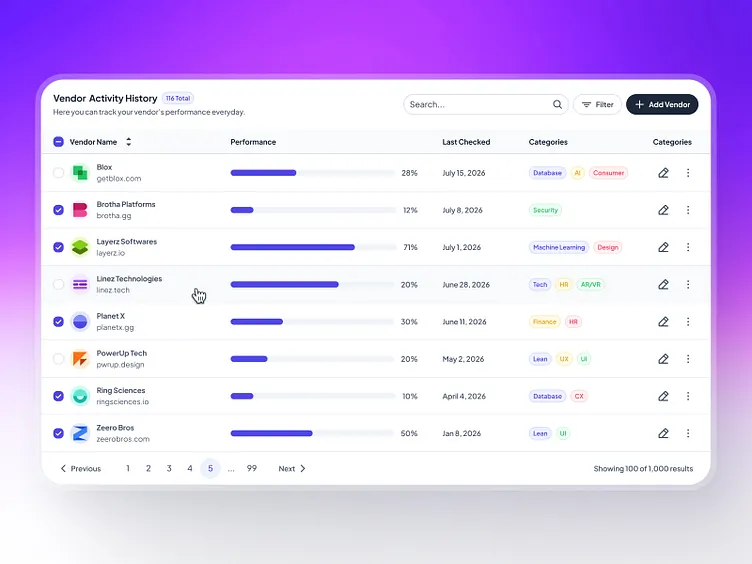 Vendor Activity History 116 Total
Here you can track your vendor's performance everyday.
Search...
Filter
Add Vendor
Vendor Name Performance Last Checked Categories Categories
Blox
getblox.com
28% July 15, 2026 Database AI Consumer
Brotha Platforms
brotha.gg
12% July 8, 2026 Security
Layerz Softwares
layerz.io
71% July 1, 2026 Machine Learning Design
Linez Technologies
linez.tech
20% June 28, 2026 Tech HR AR/VR
Planet X
planetx.gg
30% June 11, 2026 Finance HR
PowerUp Tech
pwrup.design
20% May 2, 2026 Lean UX UI
Ring Sciences
ringsciences.io
10% April 4, 2026 Database CX
Zeero Bros
zeerobros.com
50% Jan 8, 2026 Lean UI
Previous 1 2 3 4 5 ... 99 Next Showing 100 of 1,000 results